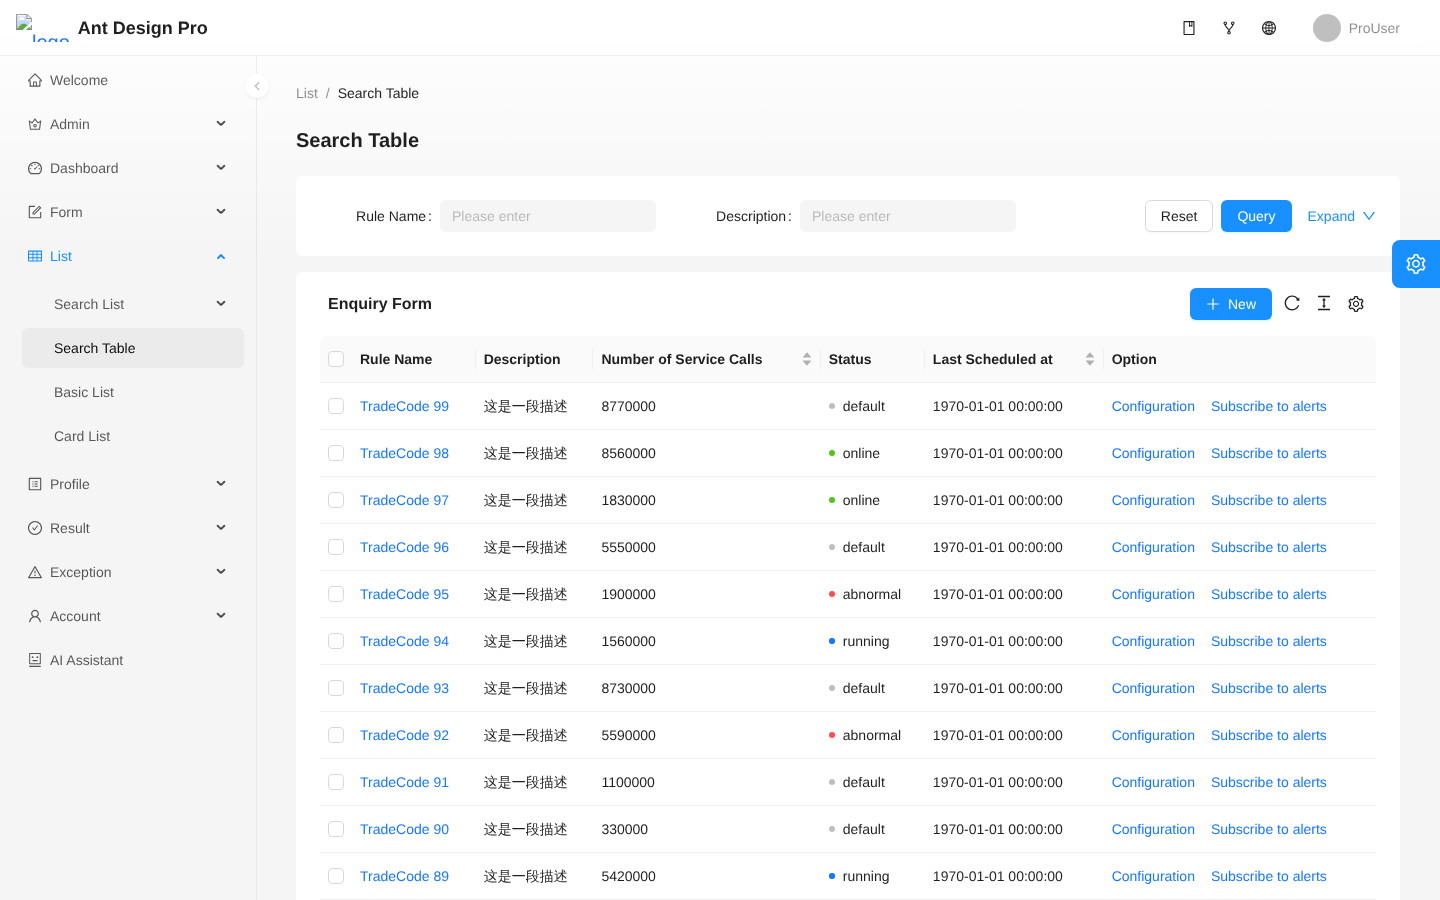 logo Ant Design Pro
ProUser
Welcome
Admin
Dashboard
Form
List
Search List
Search Table
Basic List
Card List
Profile
Result
Exception
Account
AI Assistant
List / Search Table
Search Table
Rule Name : Please enter Description : Please enter Reset Query Expand
Enquiry Form
New
Rule Name Description Number of Service Calls Status Last Scheduled at Option
TradeCode 99 这是一段描述 8770000 default 1970-01-01 00:00:00 Configuration Subscribe to alerts
TradeCode 98 这是一段描述 8560000 online 1970-01-01 00:00:00 Configuration Subscribe to alerts
TradeCode 97 这是一段描述 1830000 online 1970-01-01 00:00:00 Configuration Subscribe to alerts
TradeCode 96 这是一段描述 5550000 default 1970-01-01 00:00:00 Configuration Subscribe to alerts
TradeCode 95 这是一段描述 1900000 abnormal 1970-01-01 00:00:00 Configuration Subscribe to alerts
TradeCode 94 这是一段描述 1560000 running 1970-01-01 00:00:00 Configuration Subscribe to alerts
TradeCode 93 这是一段描述 8730000 default 1970-01-01 00:00:00 Configuration Subscribe to alerts
TradeCode 92 这是一段描述 5590000 abnormal 1970-01-01 00:00:00 Configuration Subscribe to alerts
TradeCode 91 这是一段描述 1100000 default 1970-01-01 00:00:00 Configuration Subscribe to alerts
TradeCode 90 这是一段描述 330000 default 1970-01-01 00:00:00 Configuration Subscribe to alerts
TradeCode 89 这是一段描述 5420000 running 1970-01-01 00:00:00 Configuration Subscribe to alerts